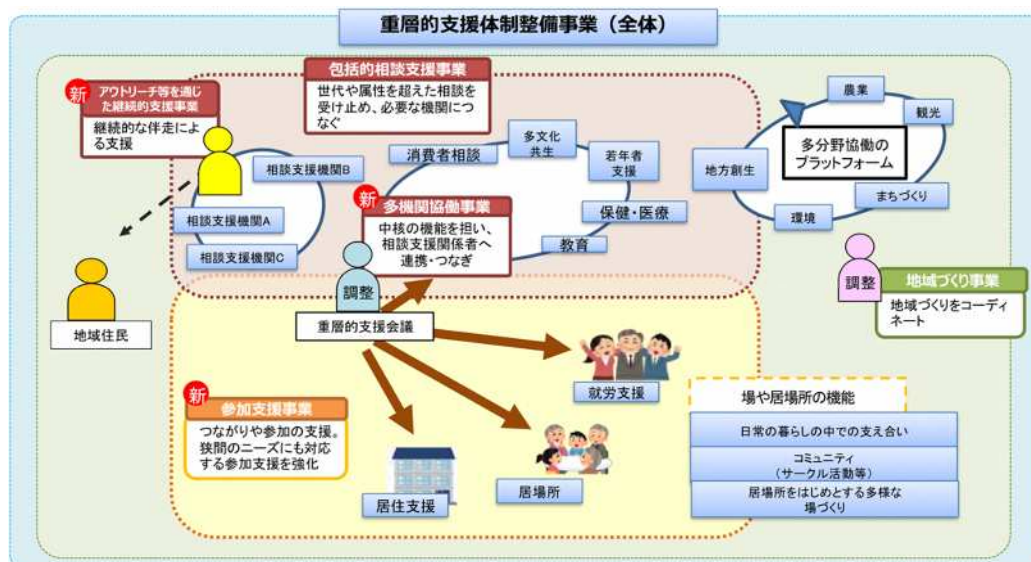 重層的支援体制整備事業（全体）
新
アウトリーチ等を通じ
た継続的支援事業
継続的な伴走によ
る支援
包括的相談支援事業
世代や属性を超えた相談を
受け止め、必要な機関につ
なぐ
相談支援機関B
相談支援機関A
相談支援機関C
消費者相談
多文化
共生
若年者
支援
保健・医療
教育
新
多機関協働事業
中核の機能を担い、
相談支援関係者へ
連携・つなぎ
農業
観光
多分野協働の
プラットフォーム
地方創生
まちづくり
環境
地域住民
調整
重層的支援会議
調整
地域づくり事業
地域づくりをコーディ
ネート
新
参加支援事業
つながりや参加の支援。
狭間のニーズにも対応
する参加支援を強化
就労支援
居住支援
居場所
場や居場所の機能
日常の暮らしの中での支え合い
コミュニティ
（サークル活動等）
居場所をはじめとする多様な
場づくり